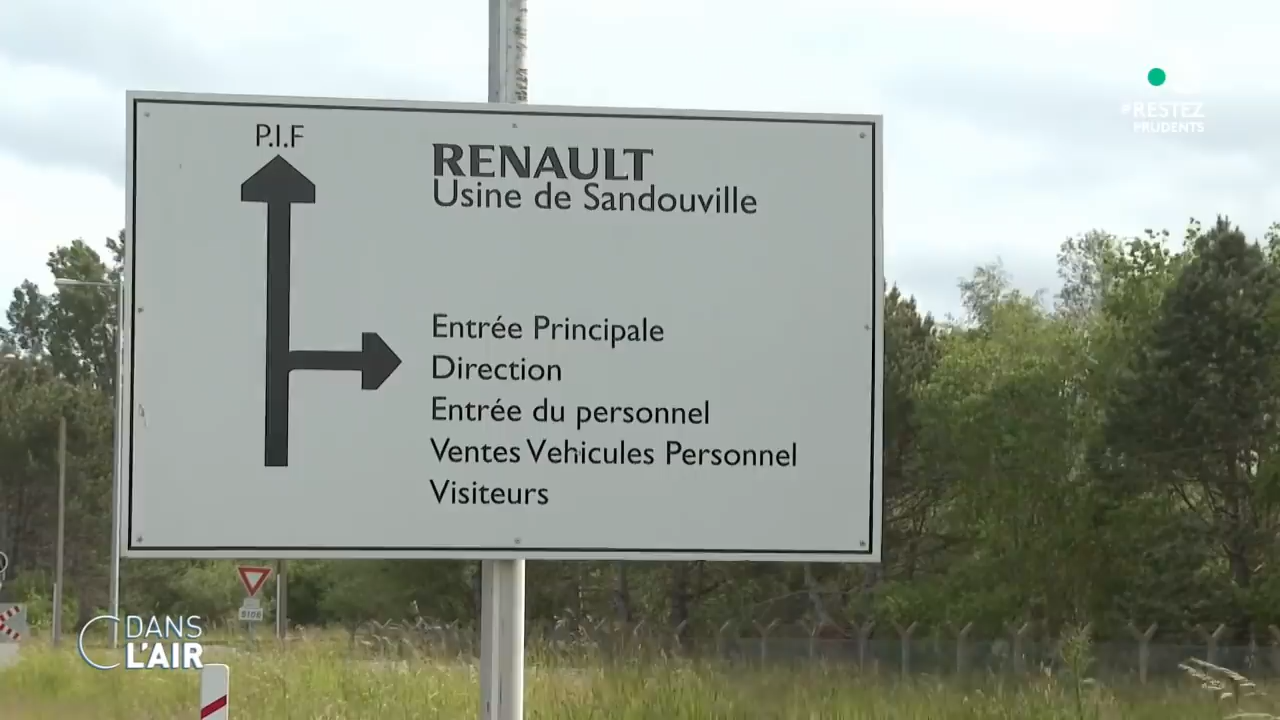 P.I.F
RENAULT
Usine de Sandouville
Entrée Principale
Direction
Entrée du personnel
Ventes Vehicules Personnel
Visiteurs
#RESTEZ
PRUDENTS
C DANS
L'AIR